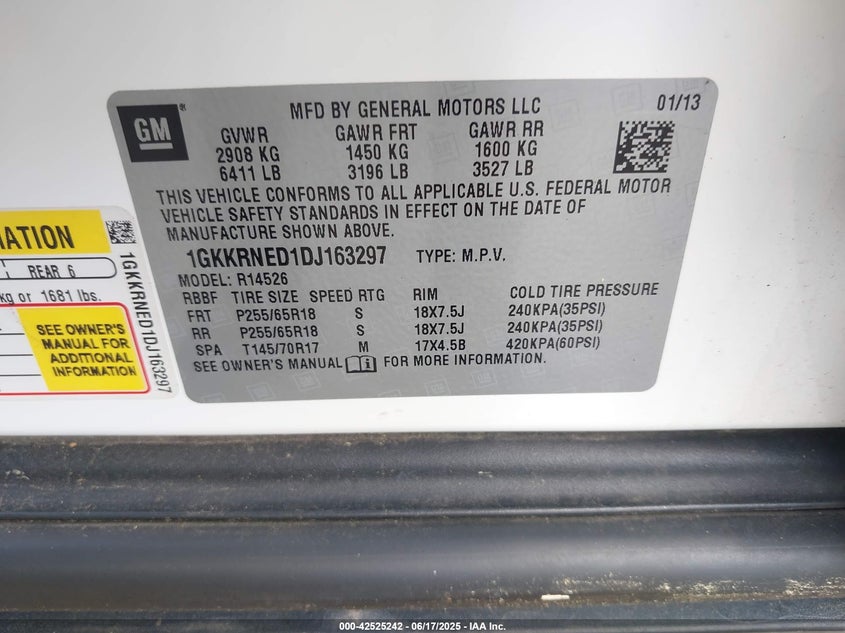 GM
MFD BY GENERAL MOTORS LLC
01/13
GVWR GAWR FRT GAWR RR
2908 KG 1450 KG 1600 KG
6411 LB 3196 LB 3527 LB
THIS VEHICLE CONFORMS TO ALL APPLICABLE U.S. FEDERAL MOTOR
VEHICLE SAFETY STANDARDS IN EFFECT ON THE DATE OF
MANUFACTURE SHOWN ABOVE.
1GKKRNED1DJ163297 TYPE: M.P.V.
MODEL: R14526
RBBF TIRE SIZE SPEED RTG RIM COLD TIRE PRESSURE
FRT P255/65R18 S 18X7.5J 240KPA(35PSI)
RR P255/65R18 S 18X7.5J 240KPA(35PSI)
SPA T145/70R17 M 17X4.5B 420KPA(60PSI)
SEE OWNER'S MANUAL FOR MORE INFORMATION.
REAR 6
kg or 1681 lbs.
SEE OWNER'S
MANUAL FOR
ADDITIONAL
INFORMATION
1GKKRNED1DJ163297
000-42525242 - 06/17/2025 - IAA Inc.